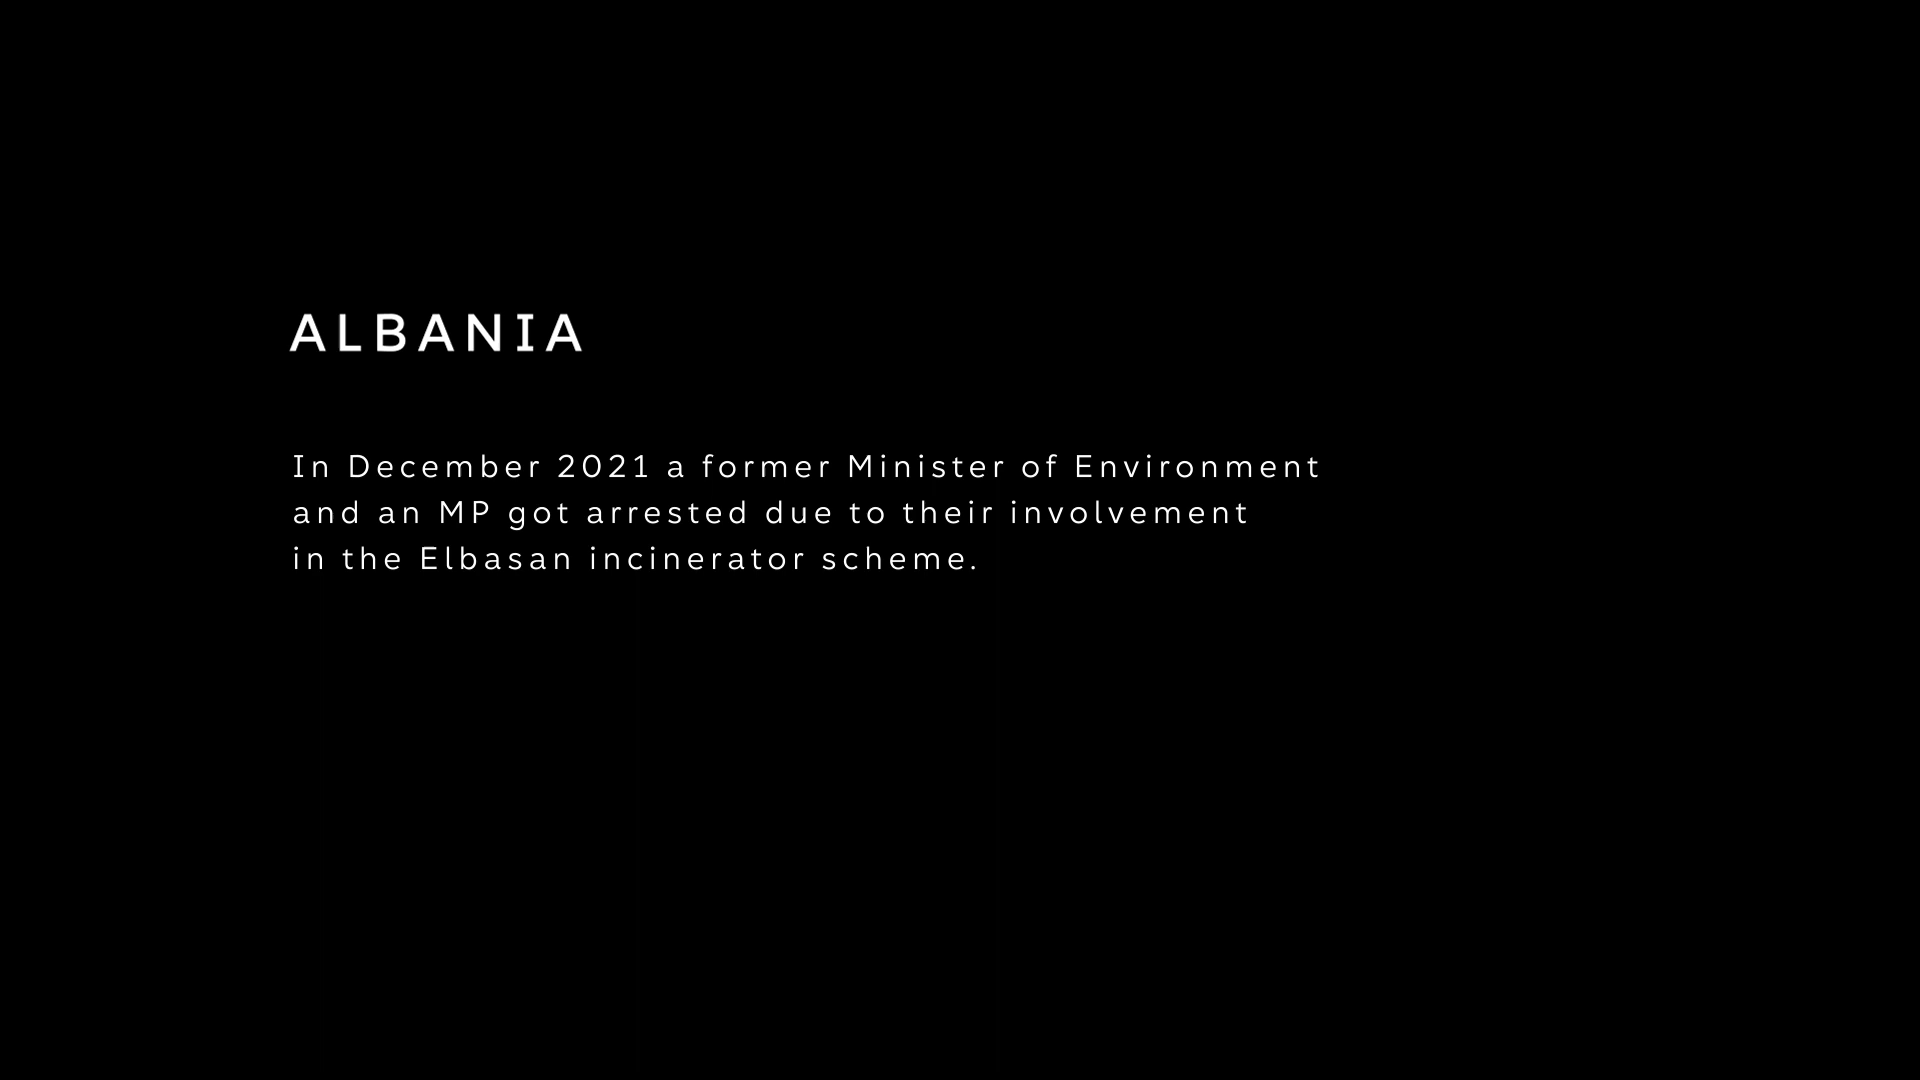 ALBANIA
In December 2021 a former Minister of Environment
and an MP got arrested due to their involvement
in the Elbasan incinerator scheme.